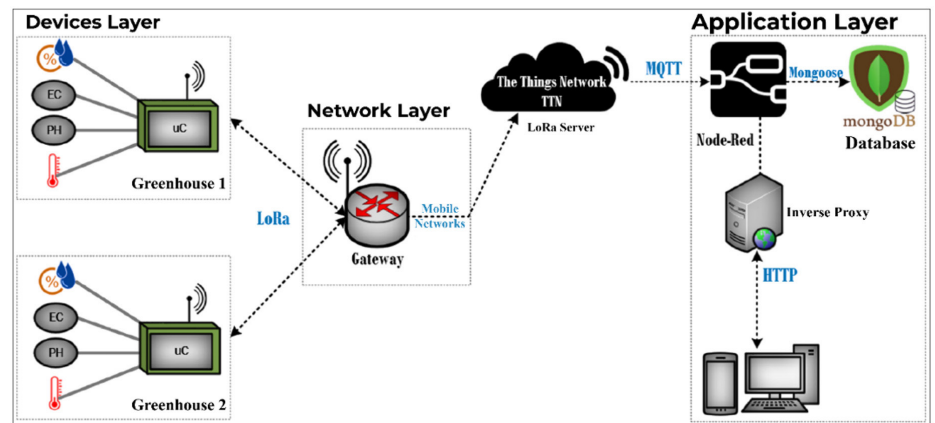 Devices Layer
%
EC
PH
uC
Greenhouse 1
LoRa
%
EC
PH
uC
Greenhouse 2
Network Layer
Gateway
Mobile
Networks
The Things Network
TTN
LoRa Server
MQTT
Application Layer
Node-Red
Mongoose
mongoDB
Database
Inverse Proxy
HTTP